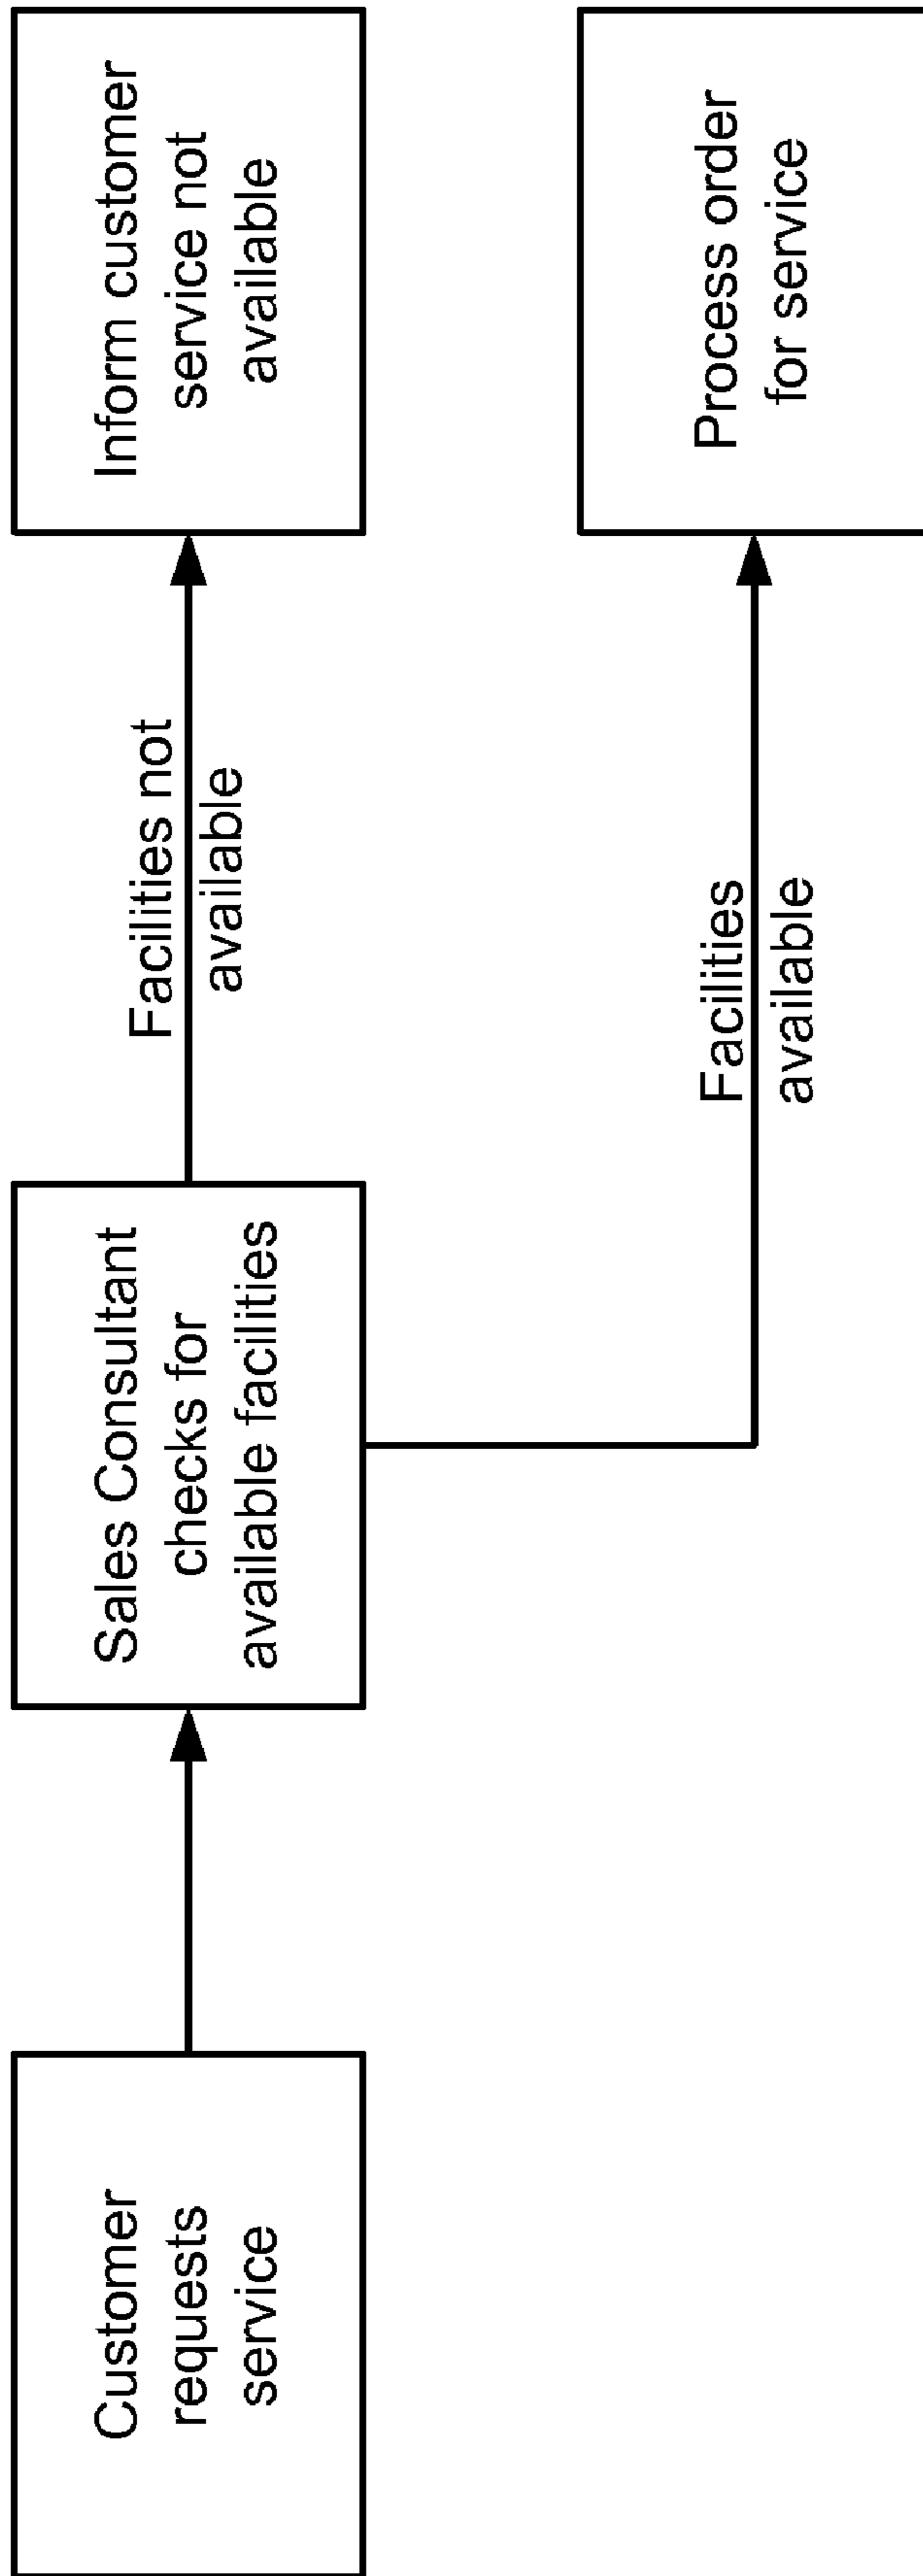 Customer
requests
service
Sales Consultant
checks for
available facilities
Facilities not
available
Inform customer
service not
available
Facilities
available
Process order
for service